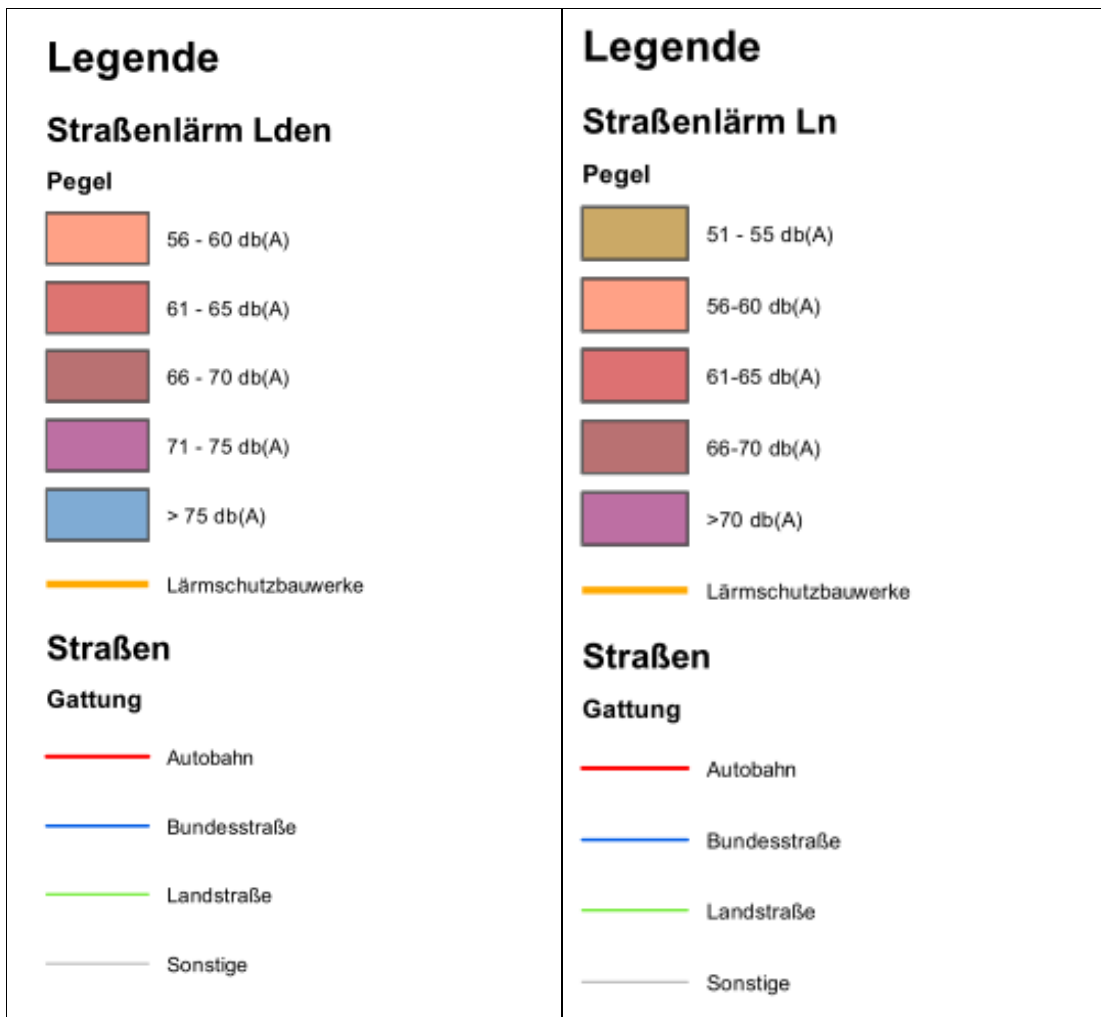 Legende
Straßenlärm Lden
Pegel
56 - 60 db(A)
61 - 65 db(A)
66 - 70 db(A)
71 - 75 db(A)
> 75 db(A)
Lärmschutzbauwerke
Straßen
Gattung
Autobahn
Bundesstraße
Landstraße
Sonstige
Legende
Straßenlärm Ln
Pegel
51 - 55 db(A)
56-60 db(A)
61-65 db(A)
66-70 db(A)
>70 db(A)
Lärmschutzbauwerke
Straßen
Gattung
Autobahn
Bundesstraße
Landstraße
Sonstige